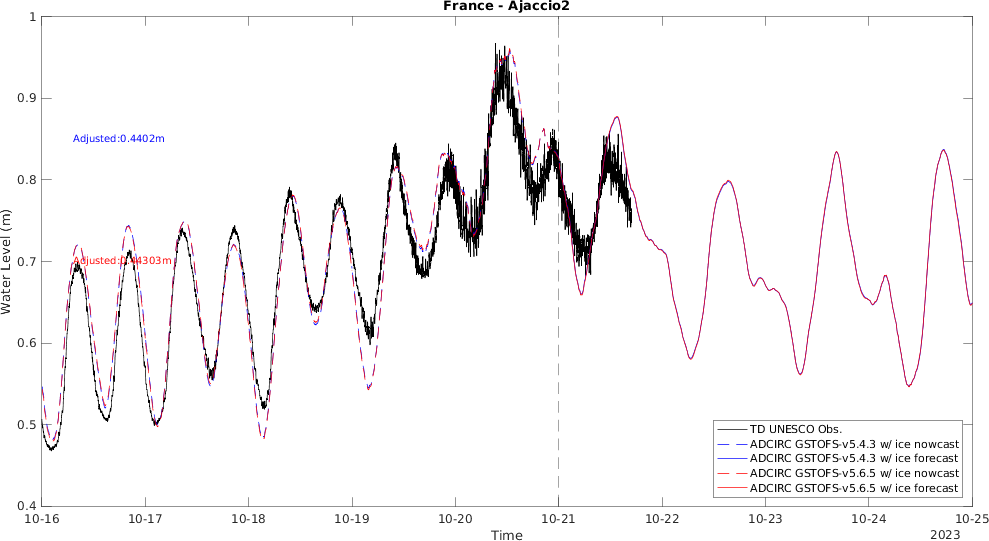 France - Ajaccio2
1
0.9
0.8
0.7
0.6
0.5
0.4
Water Level (m)
Adjusted:0.4402m
Adjusted:0.44303m
TD UNESCO Obs.
ADCIRC GSTOFS-v5.4.3 w/ ice nowcast
ADCIRC GSTOFS-v5.4.3 w/ ice forecast
ADCIRC GSTOFS-v5.6.5 w/ ice nowcast
ADCIRC GSTOFS-v5.6.5 w/ ice forecast
10-16 10-17 10-18 10-19 10-20 10-21 10-22 10-23 10-24 10-25
Time
2023